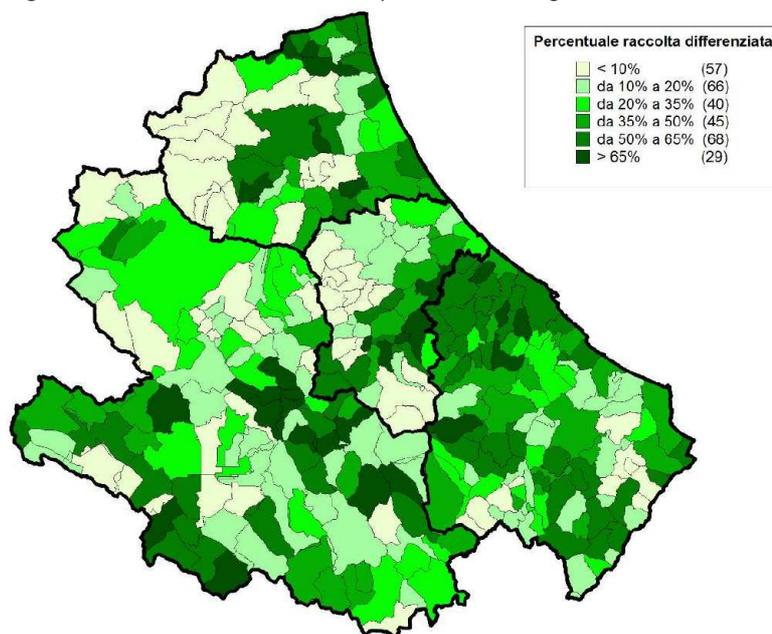 Percentuale raccolta differenziata
< 10% (57)
da 10% a 20% (66)
da 20% a 35% (40)
da 35% a 50% (45)
da 50% a 65% (68)
> 65% (29)